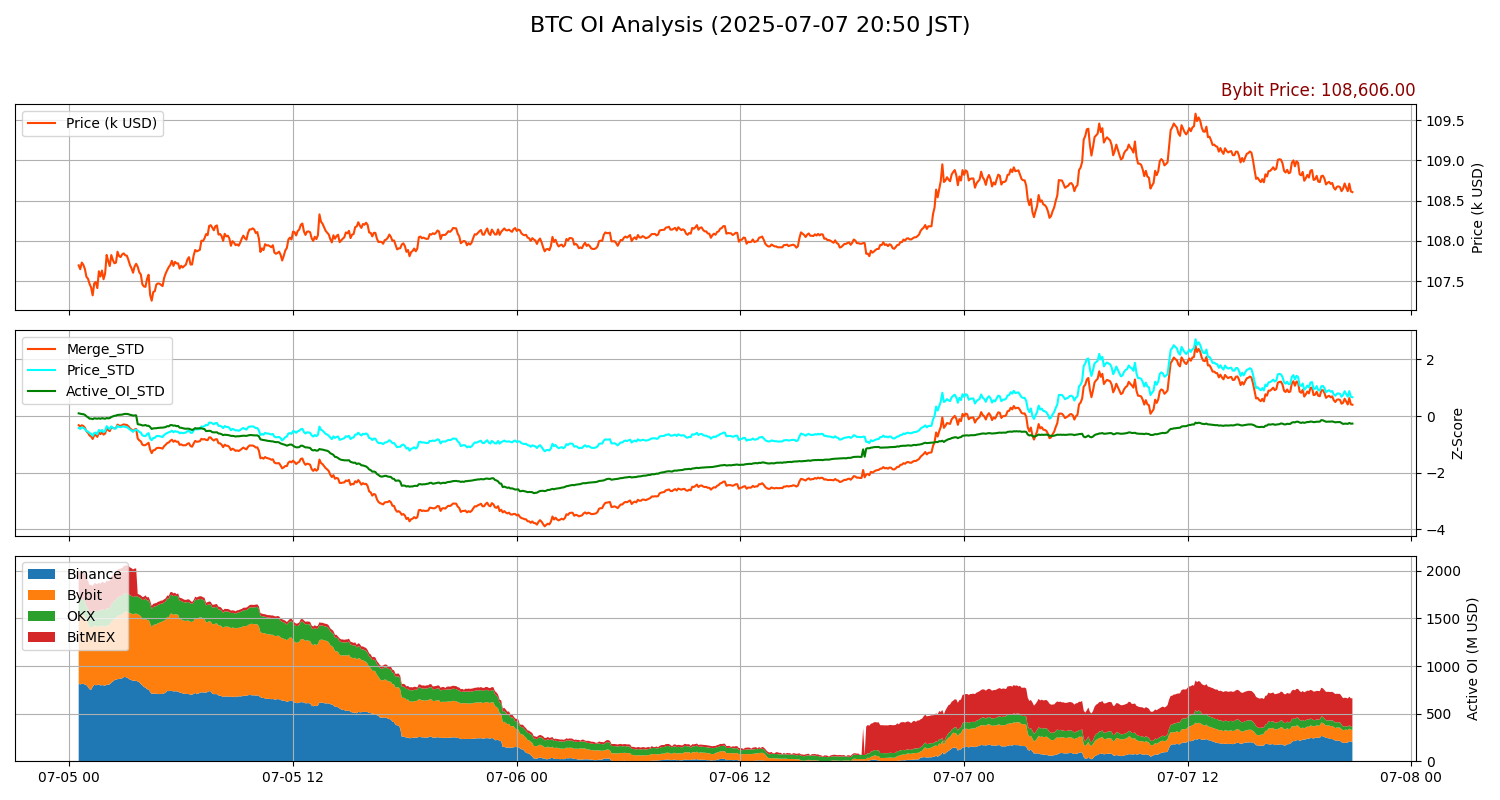 BTC OI Analysis (2025-07-07 20:50 JST)
Bybit Price: 108,606.00
Price (k USD)
109.5
109.0
108.5
108.0
107.5
Price (k USD)
Merge_STD
Price_STD
Active_OI_STD
2
0
−2
−4
Z-Score
Binance
Bybit
OKX
BitMEX
2000
1500
1000
500
0
Active OI (M USD)
07-05 00
07-05 12
07-06 00
07-06 12
07-07 00
07-07 12
07-08 00